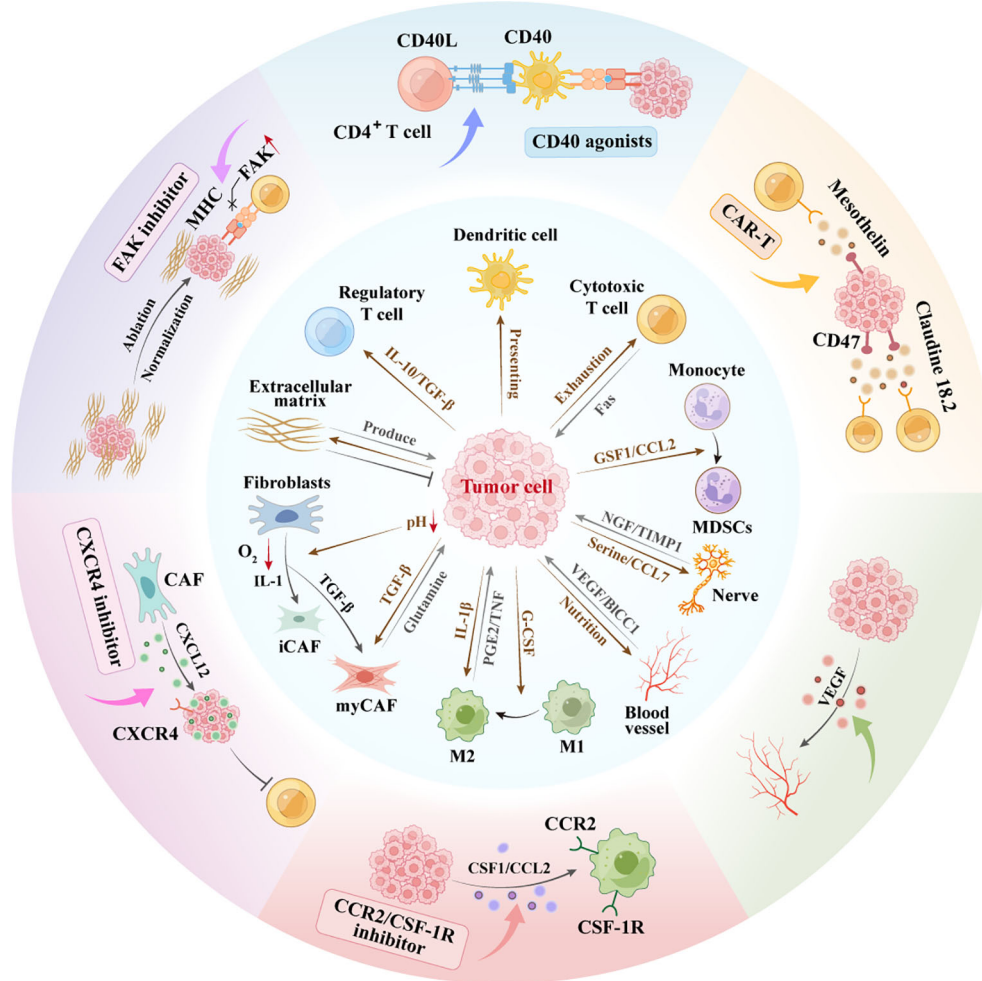 CD40L
CD40
CD4+ T cell
CD40 agonists
FAK inhibitor
MHC
FAK
Ablation
Normalization
CAR-T
Mesothelin
CD47
Claudine 18.2
Dendritic cell
Regulatory
T cell
Cytotoxic
T cell
Presenting
IL-10/TGF-β
Exhaustion
Fas
Extracellular
matrix
Produce
Monocyte
GSF1/CCL2
MDSCs
Tumor cell
Fibroblasts
pH
O2
IL-1
TGF-β
iCAF
myCAF
TGF-β
Glutamine
IL-1β
PGE2/TNF
G-CSF
M2
M1
VEGF/BICC1
Nutrition
Blood
vessel
NGF/TIMP1
Serine/CCL7
Nerve
CXCR4 inhibitor
CAF
CXCL12
CXCR4
VEGF
CCR2
CSF1/CCL2
CSF-1R
CCR2/CSF-1R
inhibitor